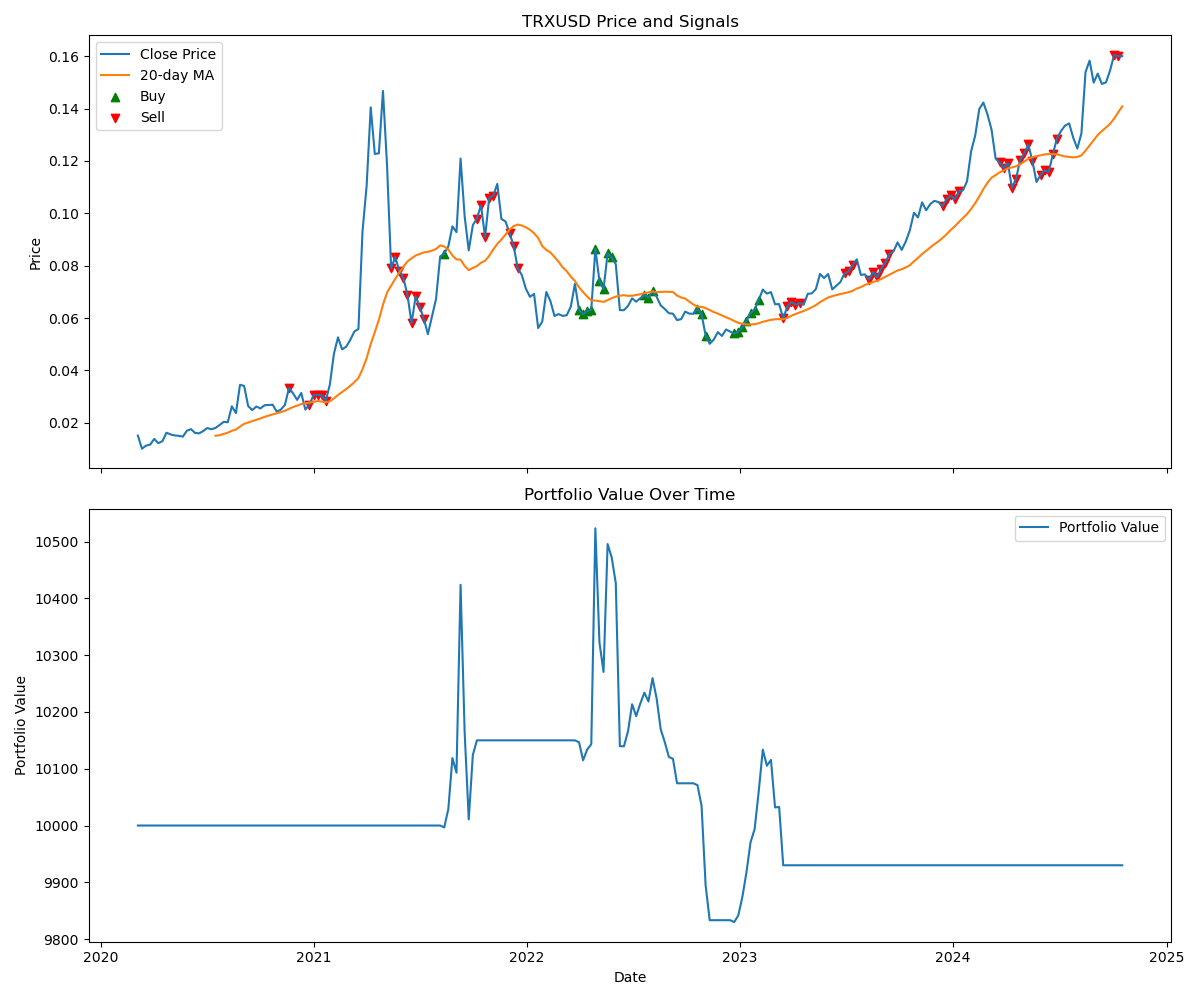 TRXUSD Price and Signals
Close Price
20-day MA
Buy
Sell
Price
0.16
0.14
0.12
0.10
0.08
0.06
0.04
0.02
Portfolio Value Over Time
Portfolio Value
Portfolio Value
10500
10400
10300
10200
10100
10000
9900
9800
2020
2021
2022
2023
2024
2025
Date